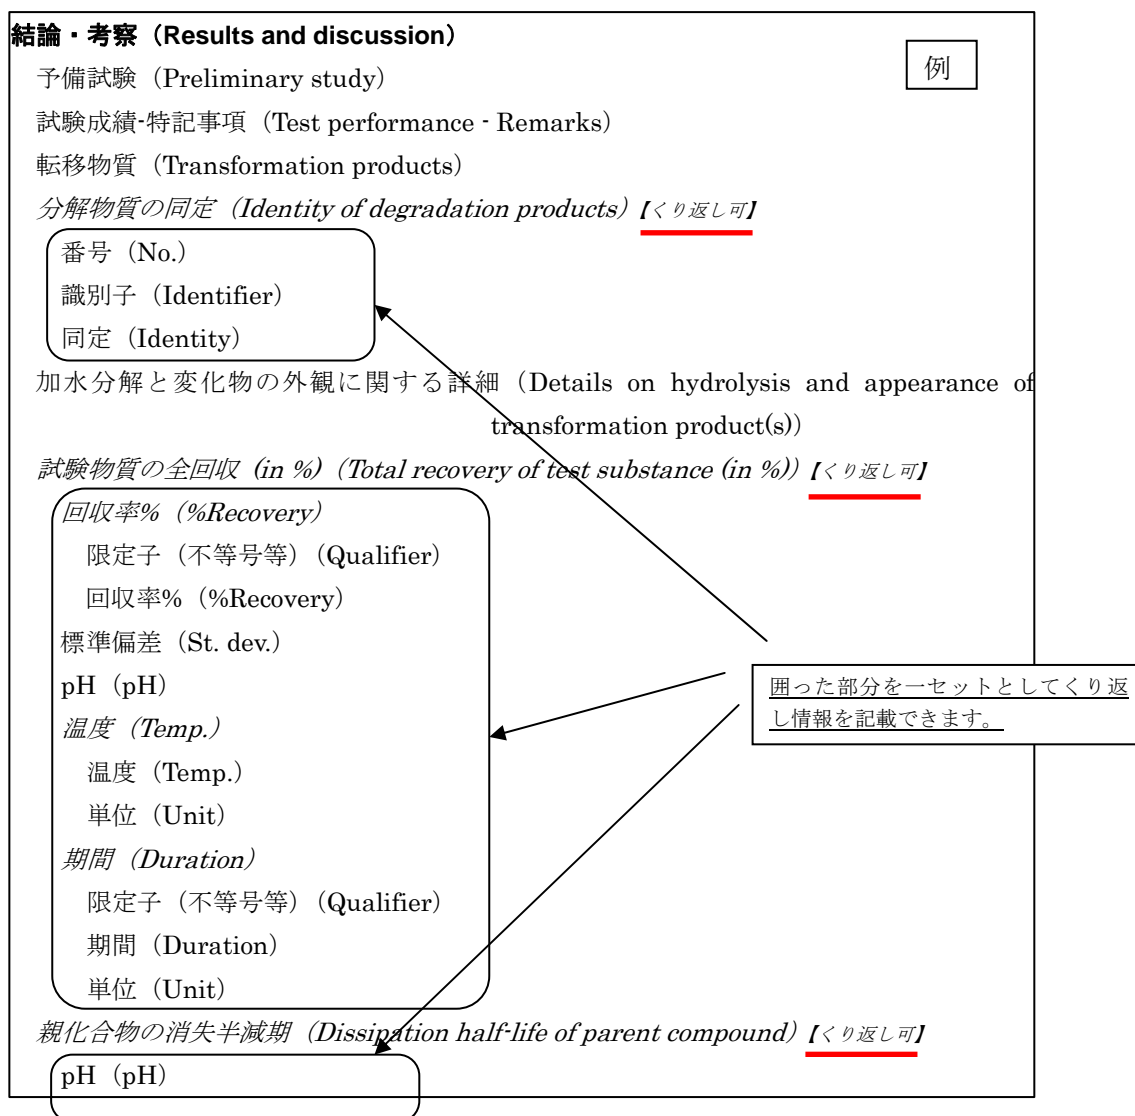 結論・考察（Results and discussion）
例
予備試験（Preliminary study）
試験成績-特記事項（Test performance - Remarks）
転移物質（Transformation products）
分解物質の同定（Identity of degradation products）【くり返し可】
番号（No.）
識別子（Identifier）
同定（Identity）
加水分解と変化物の外観に関する詳細（Details on hydrolysis and appearance of
transformation product(s)）
試験物質の全回収 (in %)（Total recovery of test substance (in %)）【くり返し可】
回収率%（%Recovery）
限定子（不等号等）（Qualifier）
回収率%（%Recovery）
標準偏差（St. dev.）
pH（pH）
温度（Temp.）
温度（Temp.）
単位（Unit）
期間（Duration）
限定子（不等号等）（Qualifier）
期間（Duration）
単位（Unit）
囲った部分を一セットとしてくり返
し情報を記載できます。
親化合物の消失半減期（Dissipation half-life of parent compound）【くり返し可】
pH（pH）